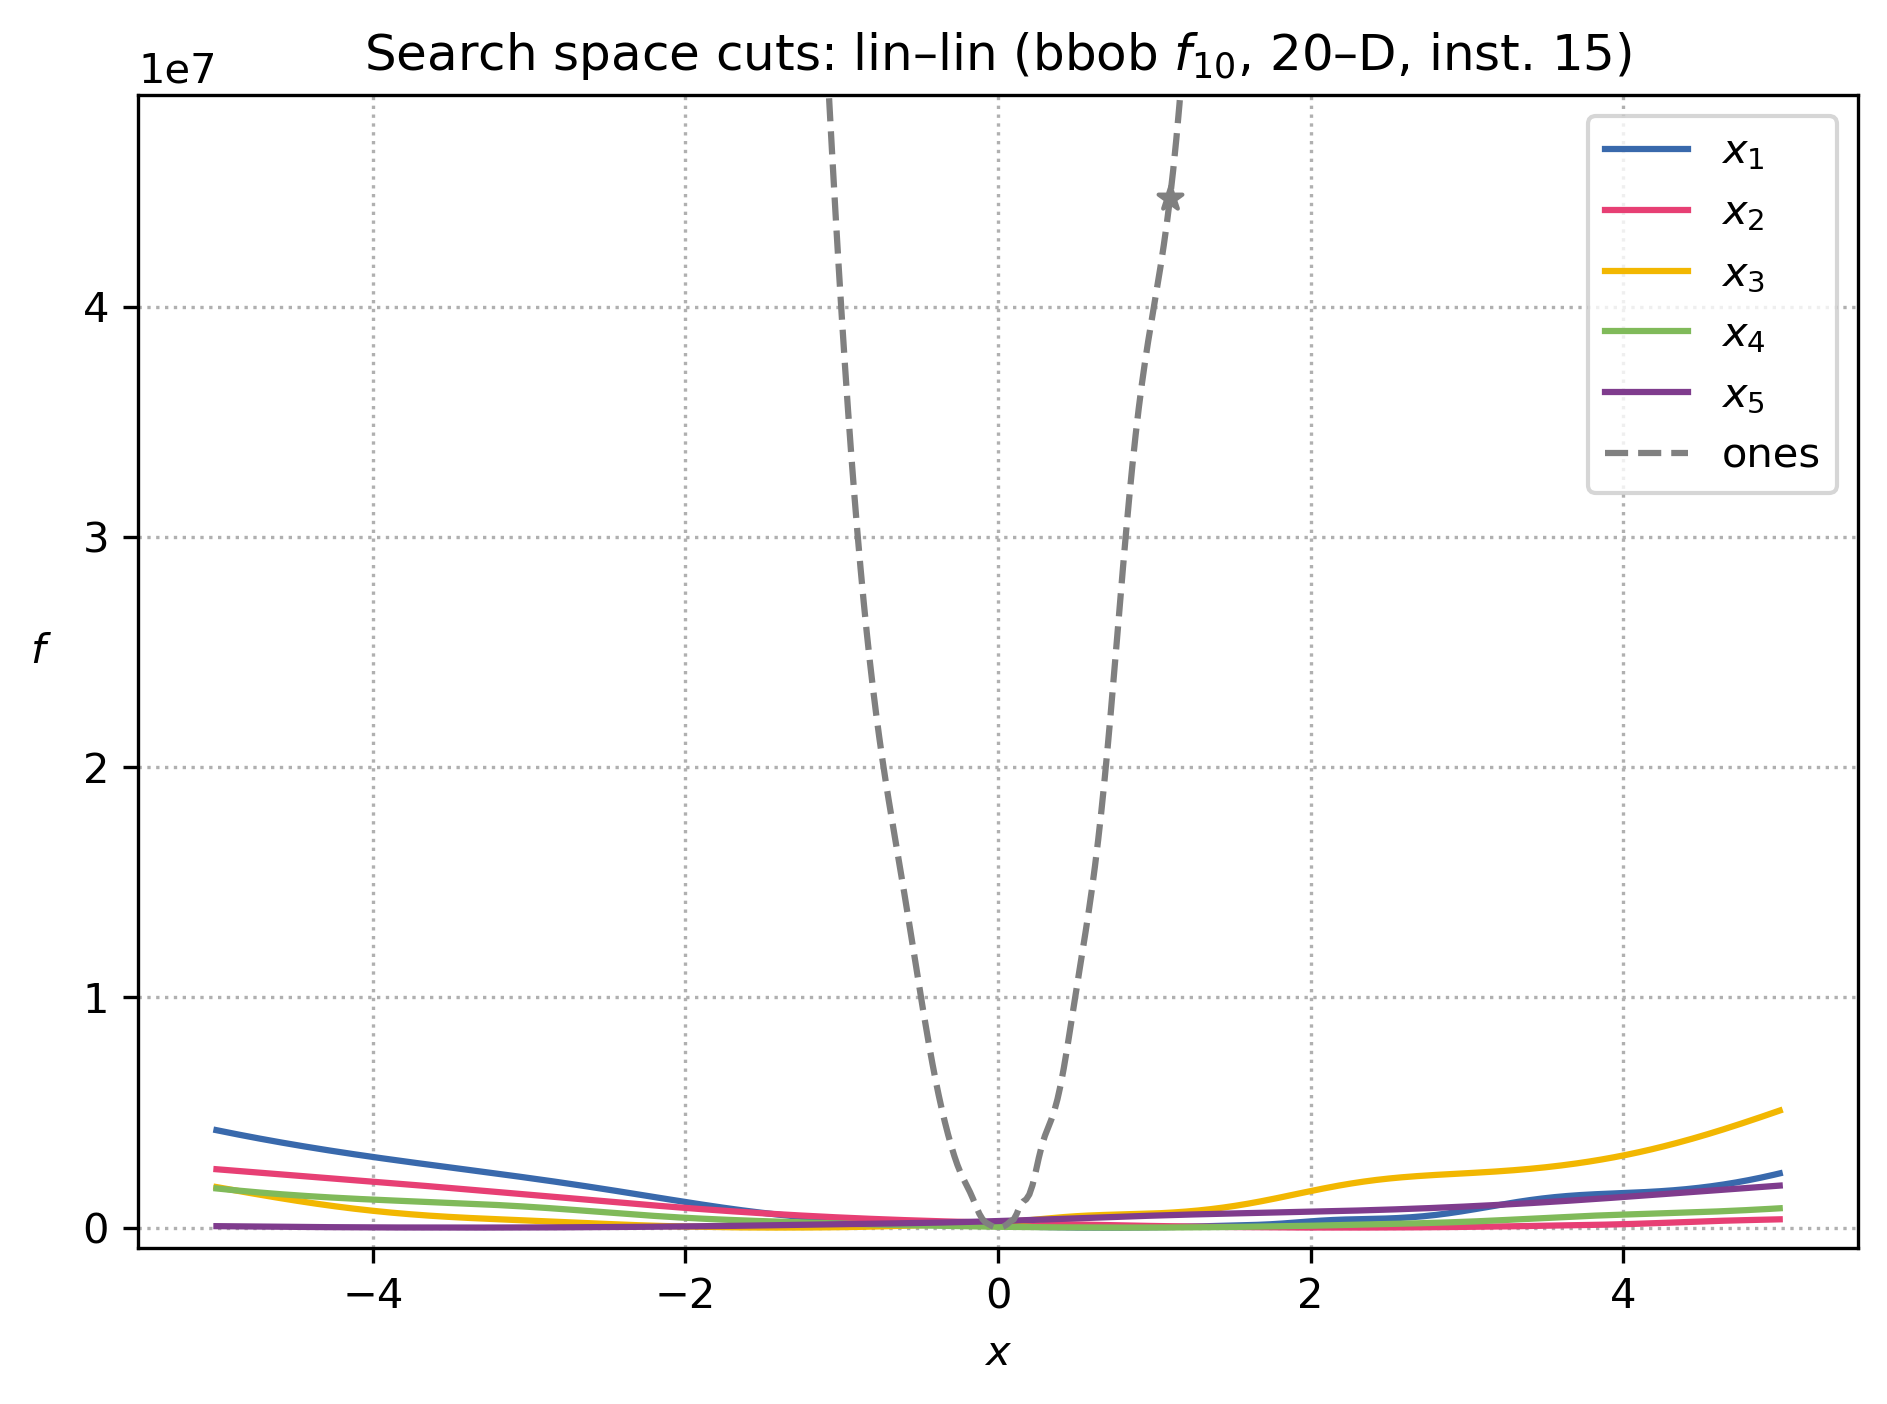 Search space cuts: lin–lin (bbob f₁₀, 20–D, inst. 15)
1e7
x₁
x₂
x₃
x₄
x₅
ones
4
3
2
1
0
f
−4 −2 0 2 4
x